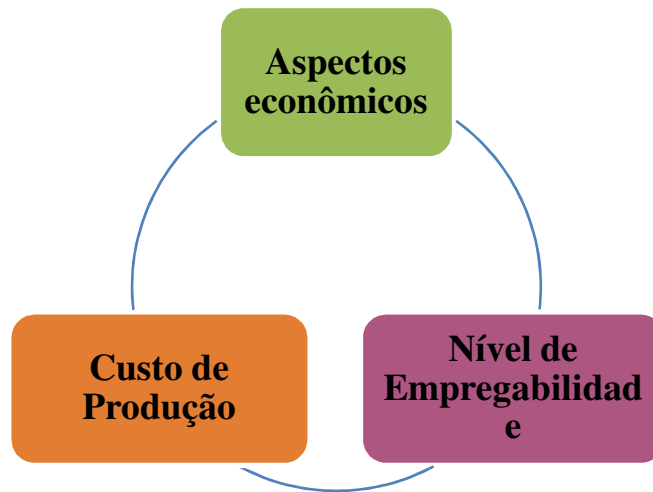 Aspectos
econômicos
Custo de
Produção
Nível de
Empregabilidad
e